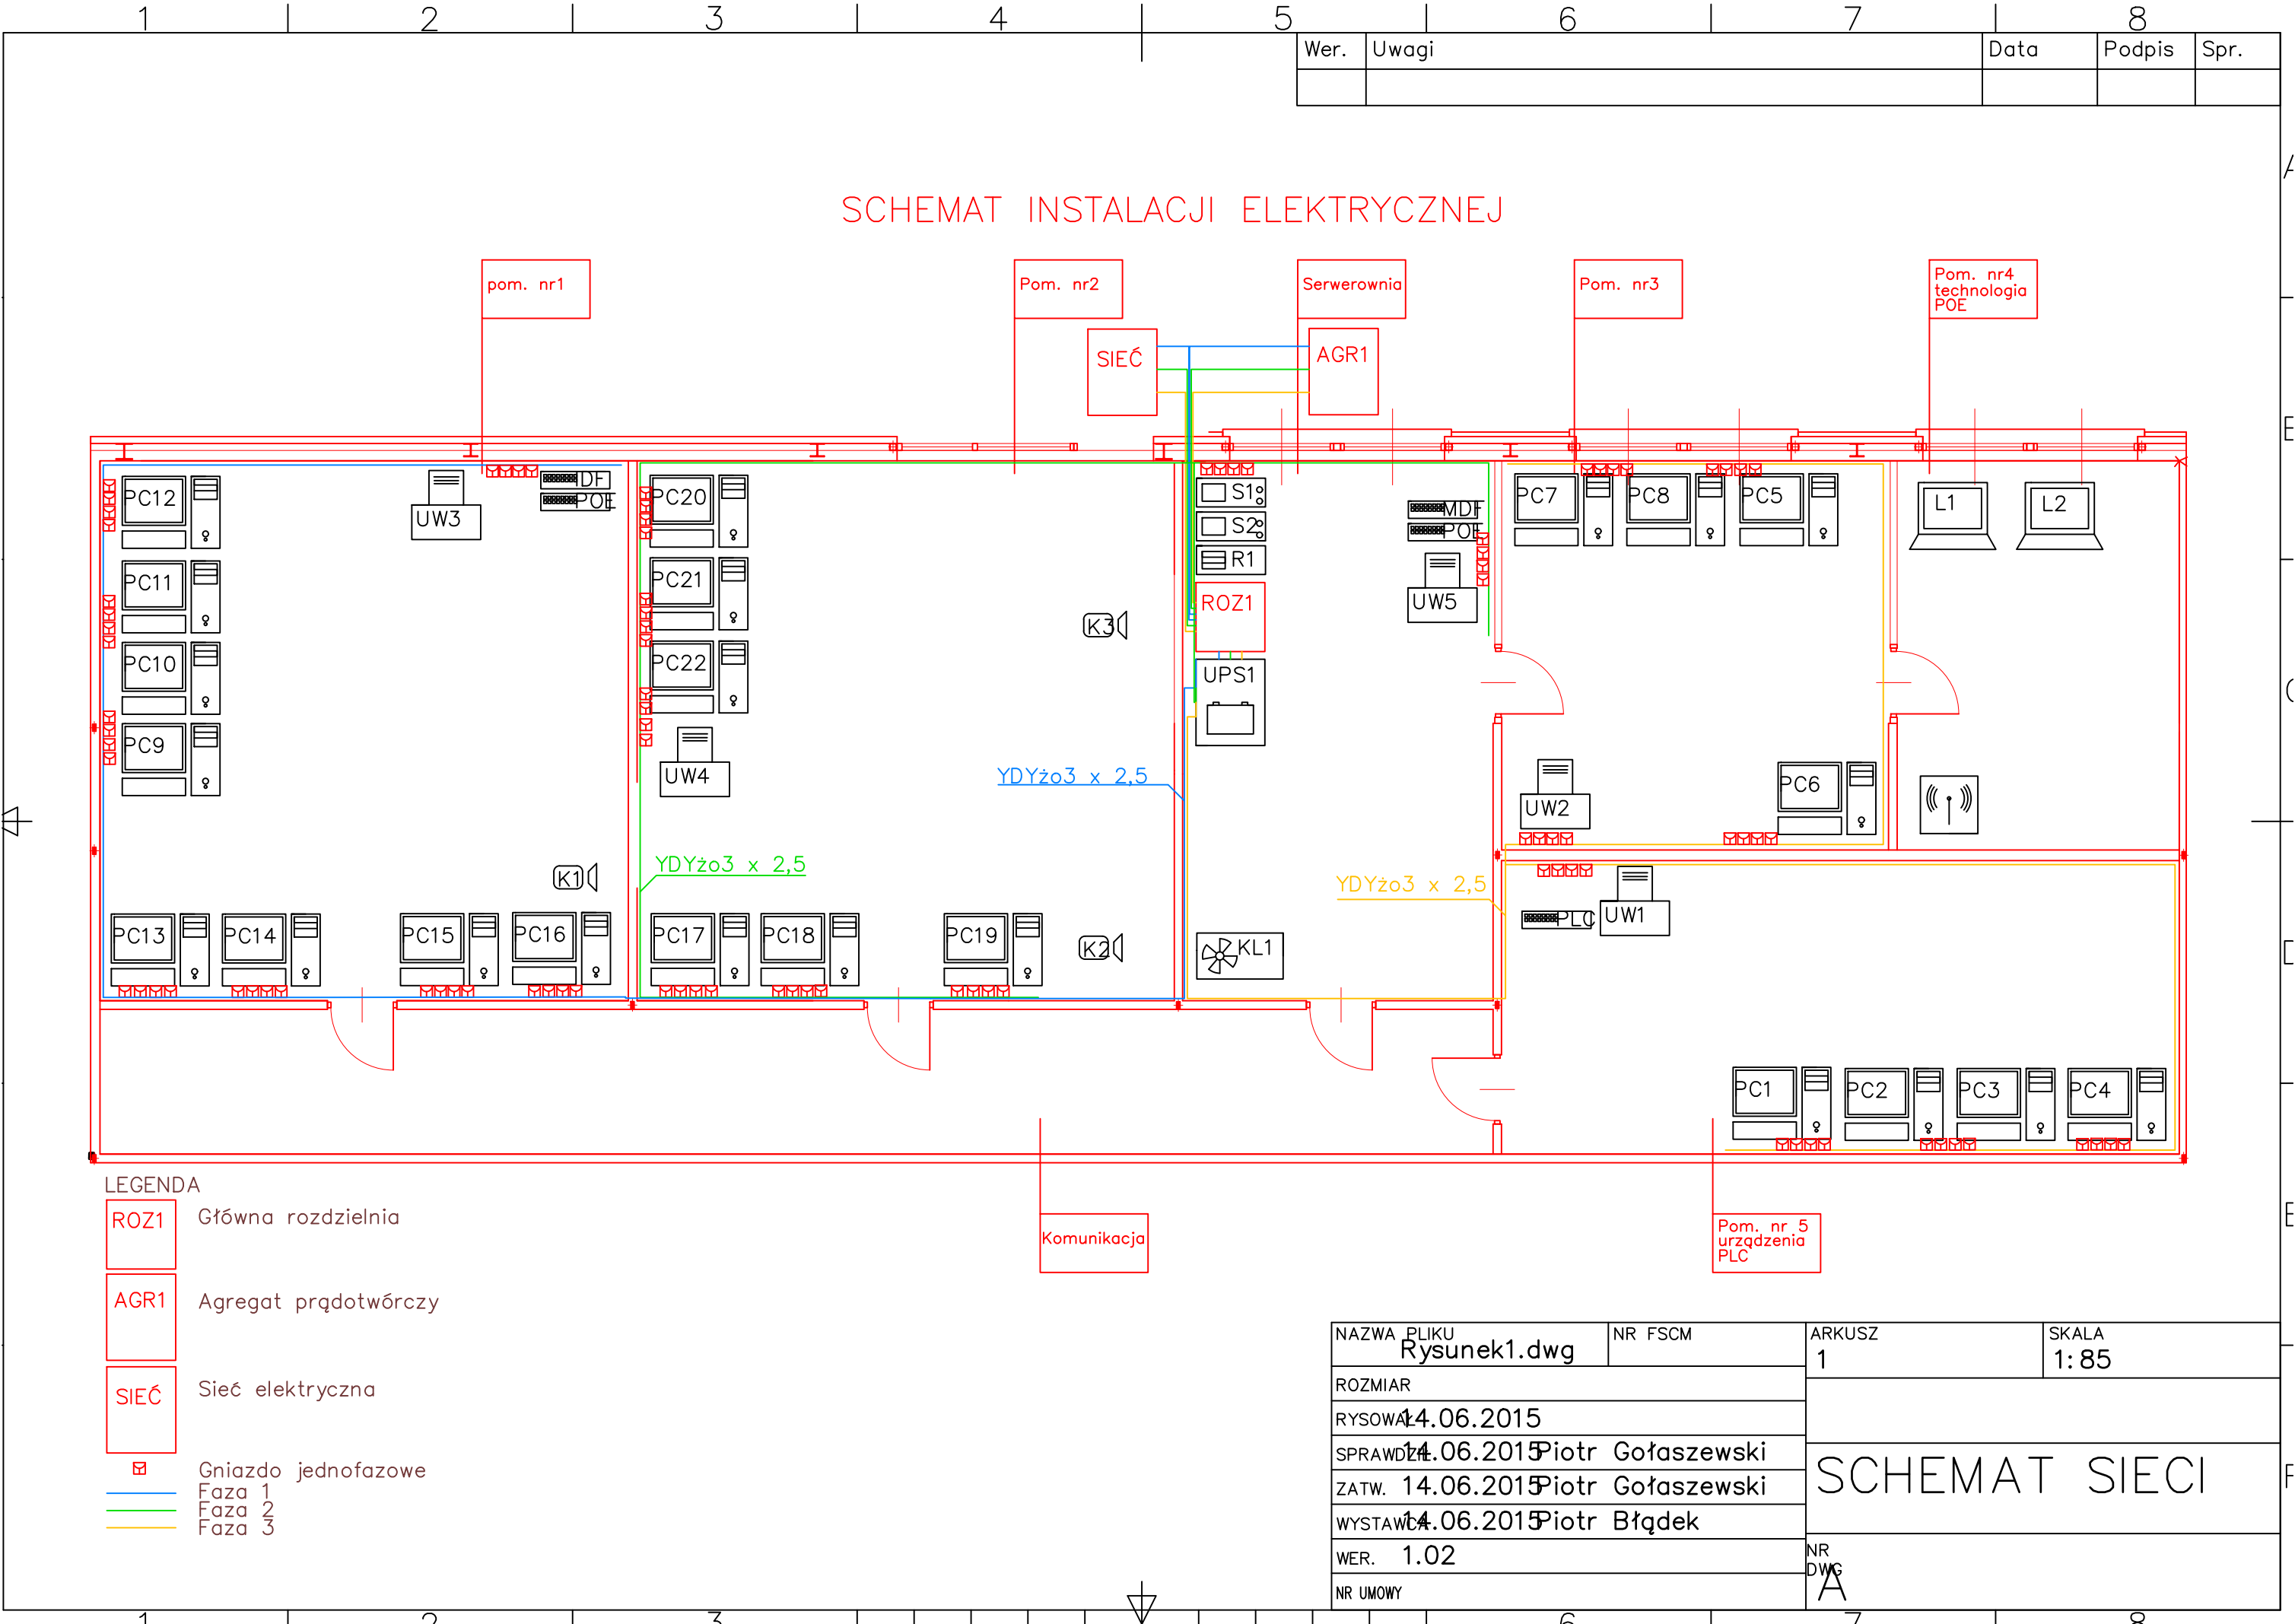 1 2 3 4 5 6 7 8
Wer. Uwagi Data Podpis Spr.
SCHEMAT INSTALACJI ELEKTRYCZNEJ
pom. nr1
Pom. nr2
Serwerownia
Pom. nr3
Pom. nr4
technologia
POE
SIEĆ
AGR1
PC12
UW3
IDF
POE
PC20
S1
S2
R1
MDF
POE
PC7
PC8
PC5
L1
L2
PC11
PC21
ROZ1
UW5
K3
PC10
PC22
UPS1
PC9
UW4
YDYżo3 x 2,5
UW2
PC6
K1
YDYżo3 x 2,5
YDYżo3 x 2,5
PLC
UW1
PC13
PC14
PC15
PC16
PC17
PC18
PC19
K2
KL1
PC1
PC2
PC3
PC4
Komunikacja
Pom. nr 5
urządzenia
PLC
LEGENDA
ROZ1 Główna rozdzielnia
AGR1 Agregat prądotwórczy
SIEĆ Sieć elektryczna
Gniazdo jednofazowe
Faza 1
Faza 2
Faza 3
NAZWA PLIKU
Rysunek1.dwg
NR FSCM
ARKUSZ
1
SKALA
1:85
ROZMIAR
RYSOWAŁ 14.06.2015
SPRAWDZIŁ 14.06.2015 Piotr Gołaszewski
ZATW. 14.06.2015 Piotr Gołaszewski
WYSTAWCA 14.06.2015 Piotr Błądek
WER. 1.02
NR UMOWY
SCHEMAT SIECI
NR
DWG
A